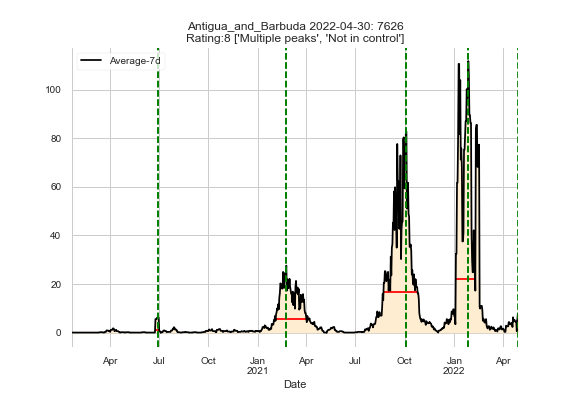 Antigua_and_Barbuda 2022-04-30: 7626
Rating:8 ['Multiple peaks', 'Not in control']
Average-7d
100
80
60
40
20
0
Apr
Jul
Oct
Jan
2021
Apr
Jul
Oct
Jan
2022
Apr
Date